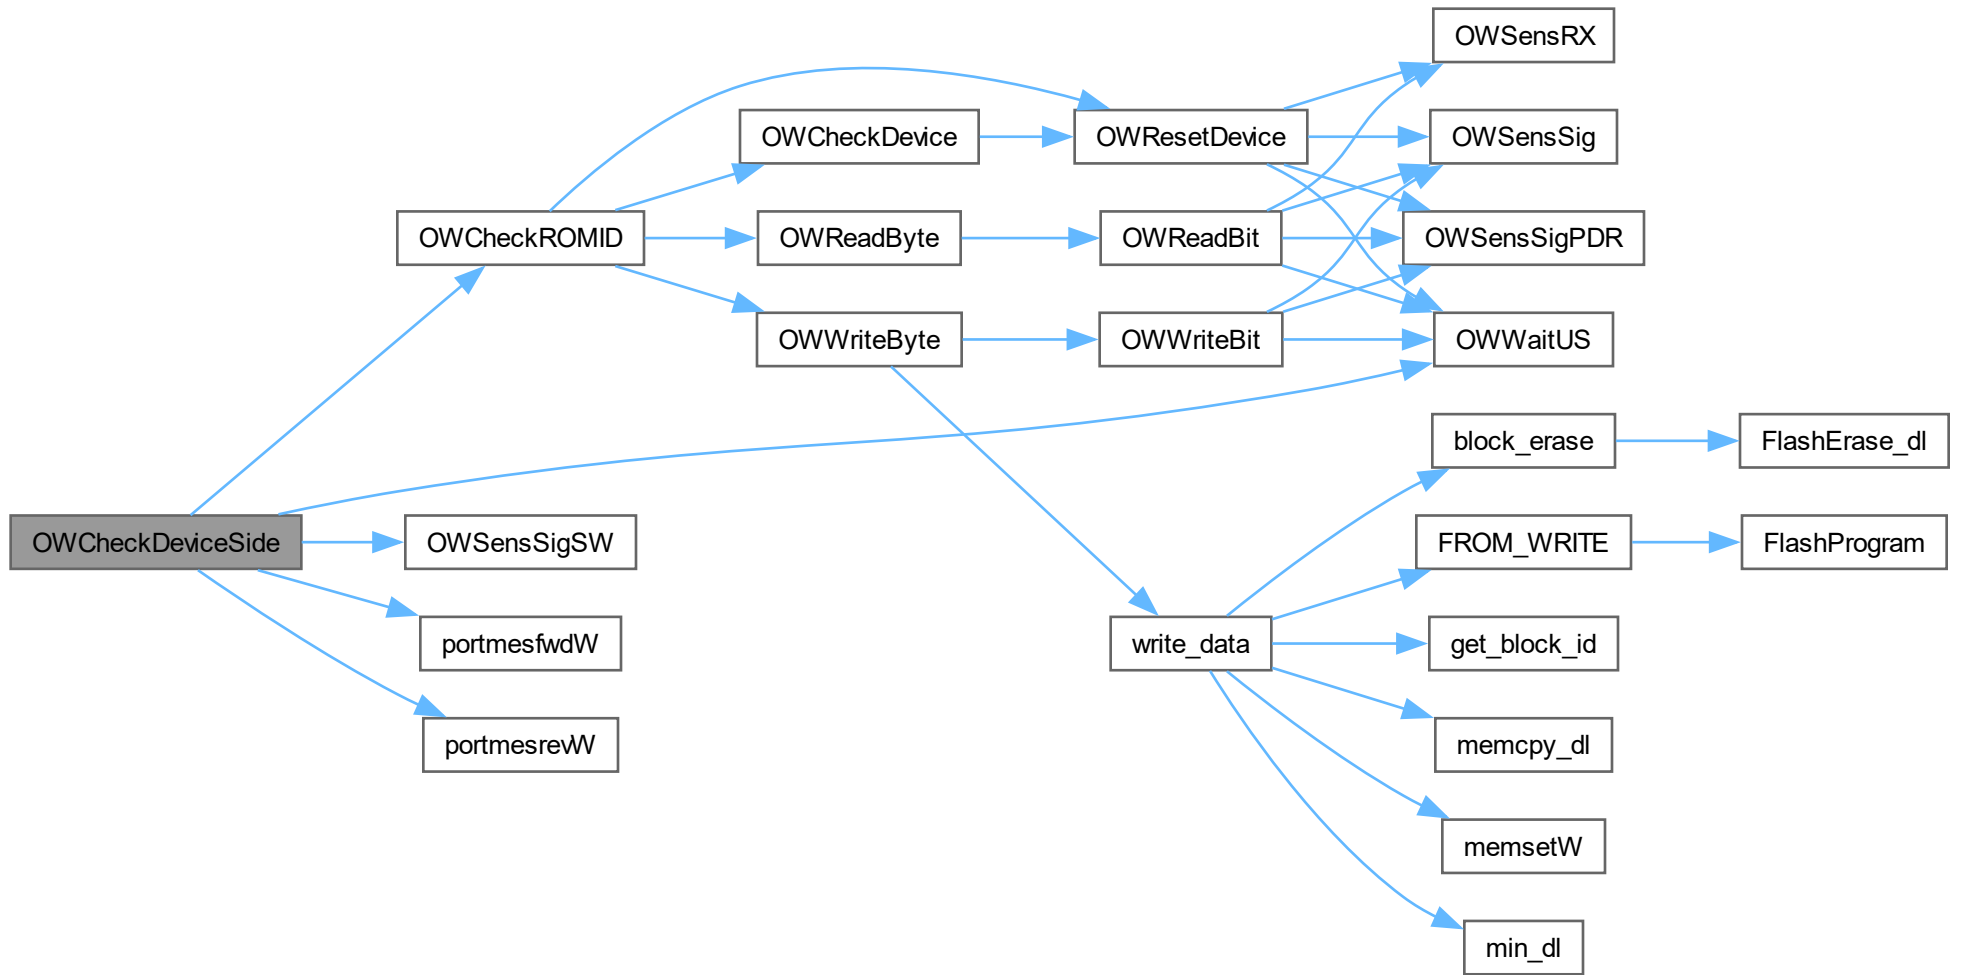 OWSensRX
OWCheckDevice
OWResetDevice
OWSensSig
OWCheckROMID
OWReadByte
OWReadBit
OWSensSigPDR
OWWriteByte
OWWriteBit
OWWaitUS
block_erase
FlashErase_dl
OWCheckDeviceSide
OWSensSigSW
FROM_WRITE
FlashProgram
portmesfwdW
write_data
get_block_id
portmesrevW
memcpy_dl
memsetW
min_dl